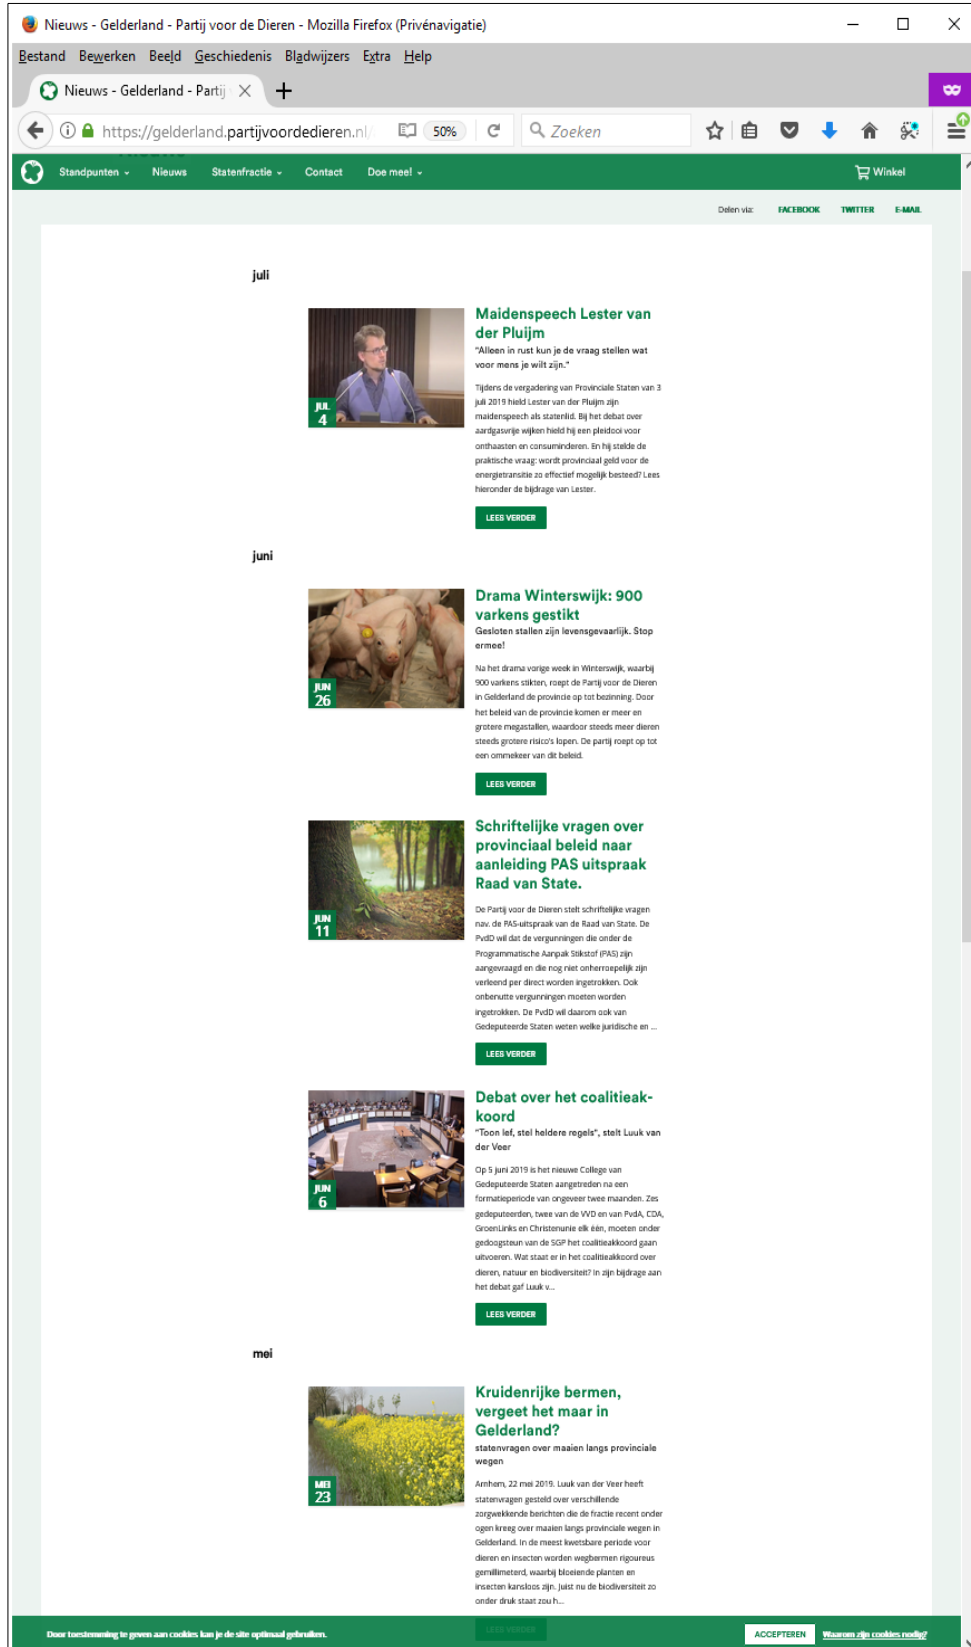 Nieuws - Gelderland - Partij voor de Dieren - Mozilla Firefox (Privénavigatie)
Bestand Bewerken Beeld Geschiedenis Bladwijzers Extra Help
Nieuws - Gelderland - Partij
https://gelderland.partijvoordedieren.nl/ 50% Zoeken
Standpunten Nieuws Statenfractie Contact Doe mee! Winkel
Delen via: FACEBOOK TWITTER E-MAIL
juli
Maidenspeech Lester van
der Pluijm
"Alleen in rust kun je de vraag stellen wat
voor mens je wilt zijn."
Tijdens de vergadering van Provinciale Staten van 3
juli 2019 hield Lester van der Pluijm zijn
maidenspeech als statenlid. Bij het debat over
aardgasvrije wijken hield hij een pleidooi voor
onthaasten en consuminderen. En hij stelde de
praktische vraag: wordt provinciaal geld voor de
energietransitie zo effectief mogelijk besteed? Lees
hieronder de bijdrage van Lester.
JUL
4
LEES VERDER
juni
Drama Winterswijk: 900
varkens gestikt
Gesloten stallen zijn levensgevaarlijk. Stop
ermee!
Na het drama vorige week in Winterswijk, waarbij
900 varkens stikten, roept de Partij voor de Dieren
in Gelderland de provincie op tot bezinning. Door
het beleid van de provincie komen er meer en
grotere megastallen, waardoor steeds meer dieren
steeds grotere risico's lopen. De partij roept op tot
een ommekeer van dit beleid.
JUN
26
LEES VERDER
Schriftelijke vragen over
provinciaal beleid naar
aanleiding PAS uitspraak
Raad van State.
De Partij voor de Dieren stelt schriftelijke vragen
nav. de PAS-uitspraak van de Raad van State. De
PvdD wil dat de vergunningen die onder de
Programmatische Aanpak Stikstof (PAS) zijn
aangevraagd en die nog niet onherroepelijk zijn
verleend per direct worden ingetrokken. Ook
onbenutte vergunningen moeten worden
ingetrokken. De PvdD wil daarom ook van
Gedeputeerde Staten weten welke juridische en ...
JUN
11
LEES VERDER
Debat over het coalitieak-
koord
"Toon lef, stel heldere regels", stelt Luuk van
der Veer
Op 5 juni 2019 is het nieuwe College van
Gedeputeerde Staten aangetreden na een
formatieperiode van ongeveer twee maanden. Zes
gedeputeerden, twee van de VVD en van PvdA, CDA,
GroenLinks en Christenunie elk één, moeten onder
gedoogsteun van de SGP het coalitieakkoord gaan
uitvoeren. Wat staat er in het coalitieakkoord over
dieren, natuur en biodiversiteit? In zijn bijdrage aan
het debat gaf Luuk v...
JUN
6
LEES VERDER
mei
Kruidenrijke bermen,
vergeet het maar in
Gelderland?
statenvragen over maaien langs provinciale
wegen
Arnhem, 22 mei 2019. Luuk van der Veer heeft
statenvragen gesteld over verschillende
zorgwekkende berichten die de fractie recent onder
ogen kreeg over maaien langs provinciale wegen in
Gelderland. In de meest kwetsbare periode voor
dieren en insecten worden wegbermen rigoureus
gemillimeterd, waarbij bloeiende planten en
insecten kansloos zijn. Juist nu de biodiversiteit zo
onder druk staat zou h...
MEI
23
LEES VERDER
Door toestemming te geven aan cookies kan je de site optimaal gebruiken. ACCEPTEREN Waarom zijn cookies nodig?